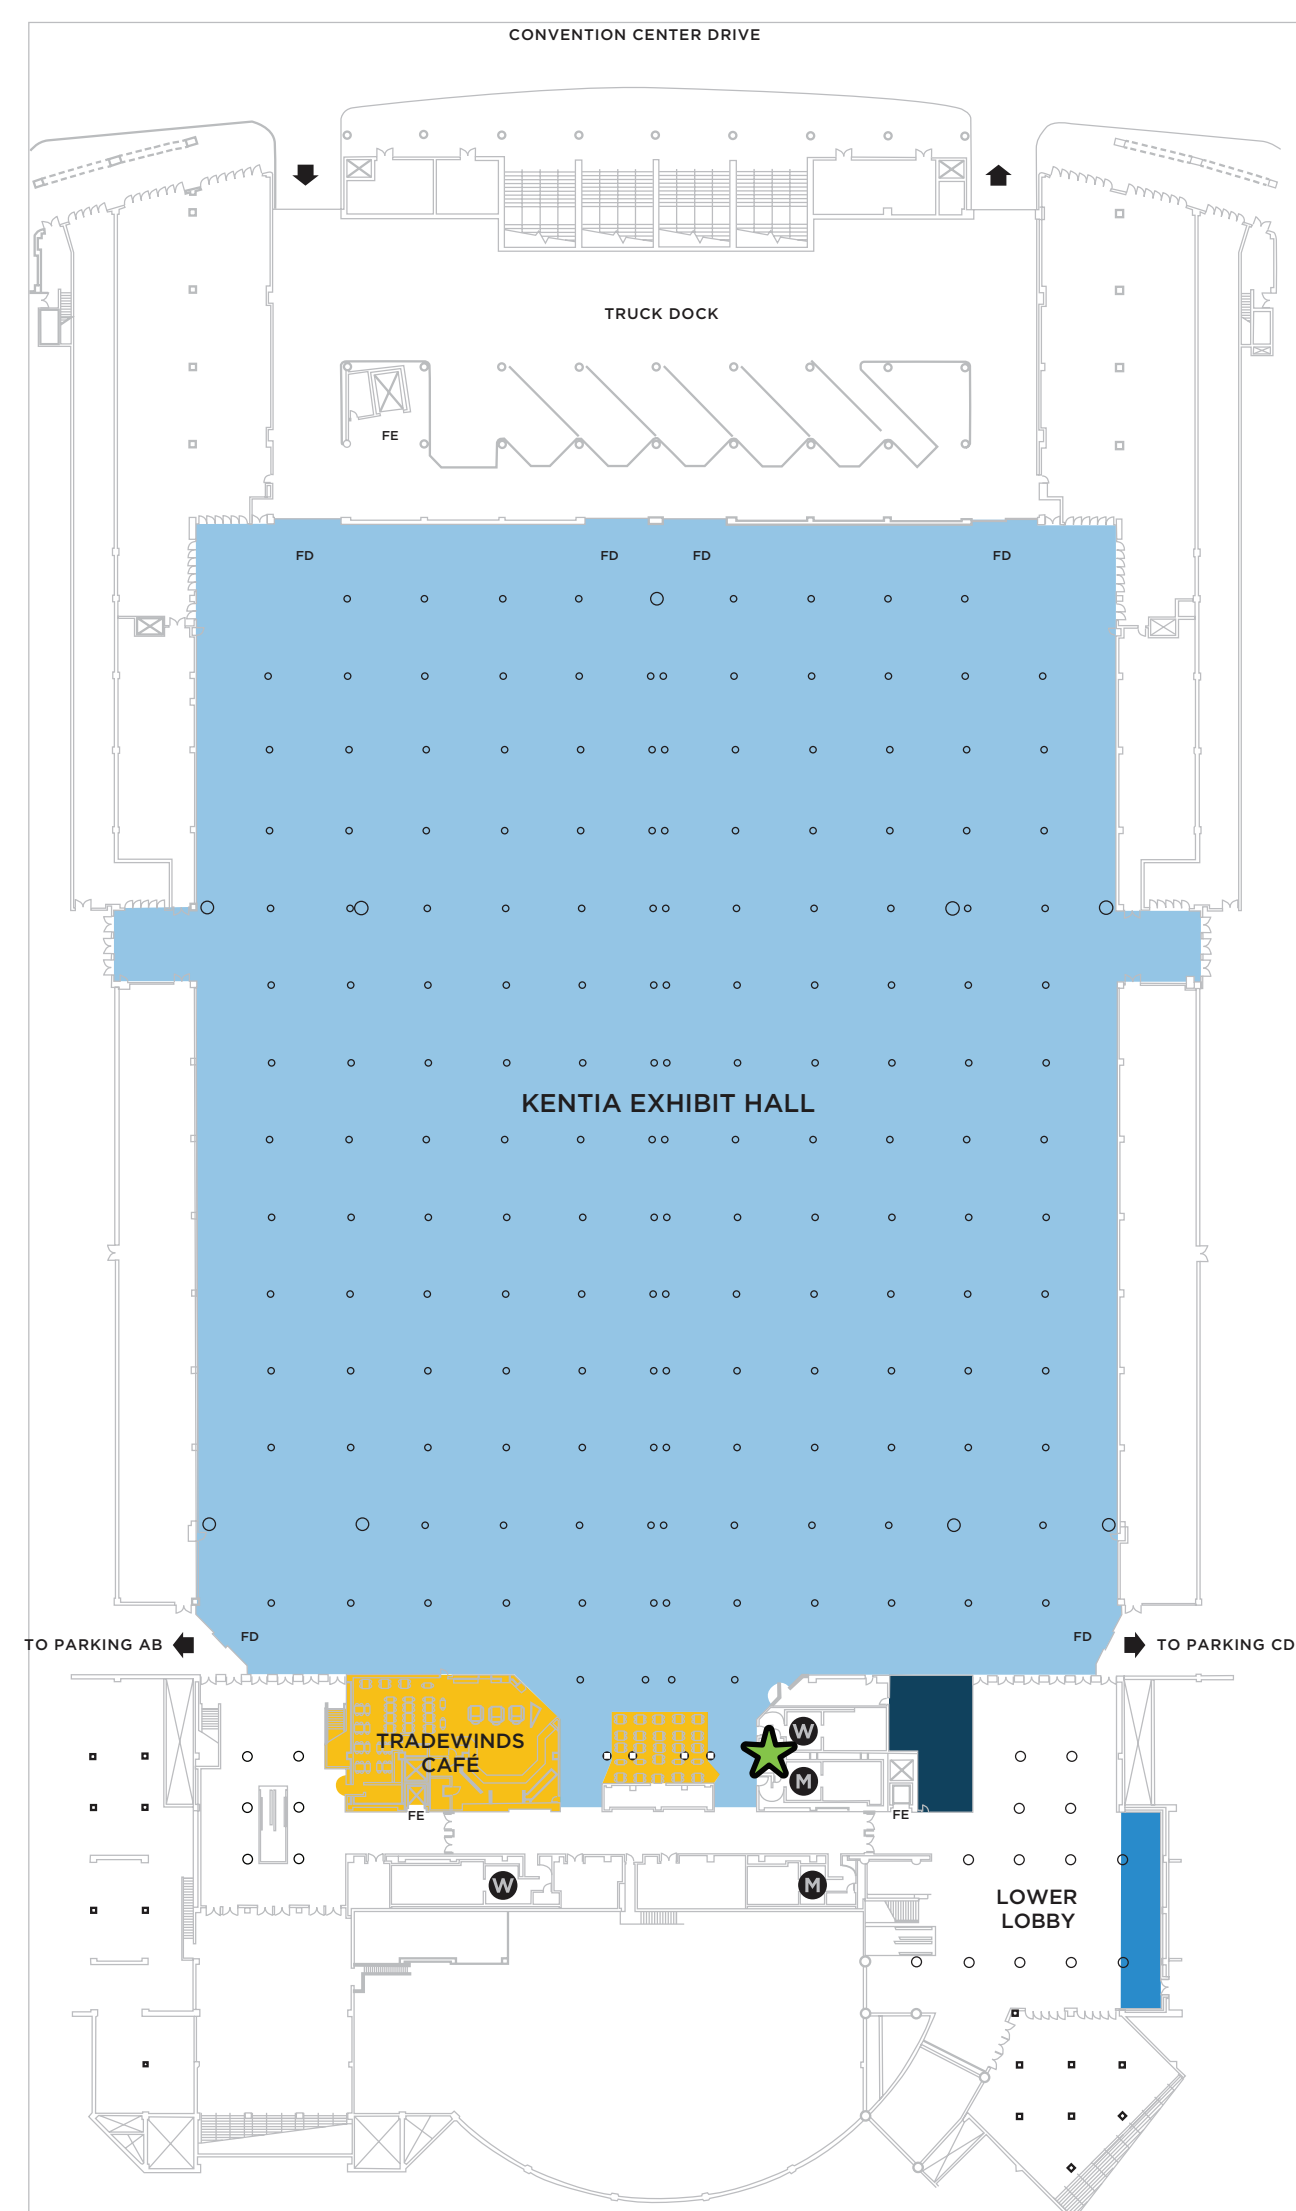 CONVENTION CENTER DRIVE
TRUCK DOCK
FE
FD FD FD FD
KENTIA EXHIBIT HALL
FD FD
TO PARKING AB TO PARKING CD
TRADEWINDS
CAFÉ
W
M
FE FE
W M
LOWER
LOBBY